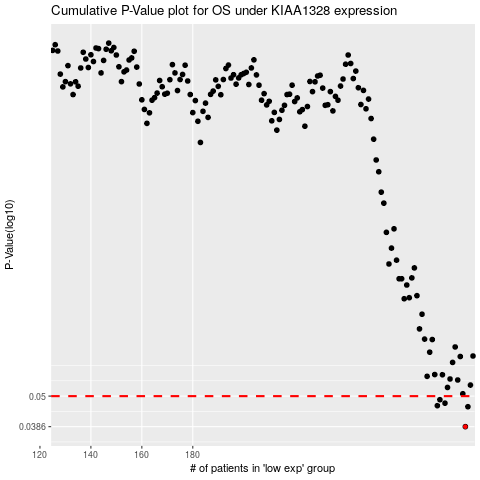 Cumulative P-Value plot for OS under KIAA1328 expression
P-Value(log10)
0.05
0.0386
120 140 160 180
# of patients in 'low exp' group